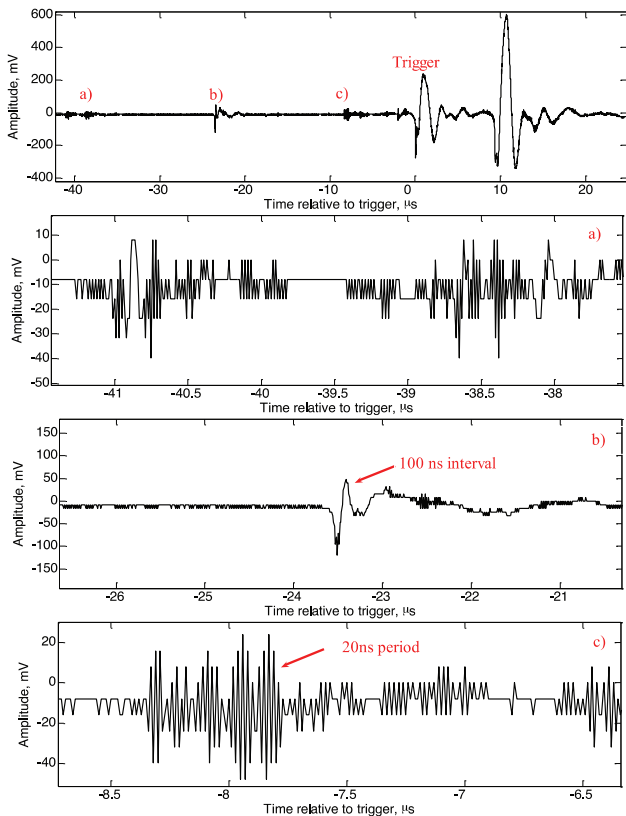 600
400
200
0
-200
400
Amplitude, mV
a)
b)
c)
Trigger
-40
-30
-20
-10
0
10
20
Time relative to trigger, μs
10
0
-10
-20
-30
-40
-50
Amplitude, mV
a)
-41
-40.5
-40
-39.5
-39
-38.5
-38
Time relative to trigger, μs
150
100
50
0
-50
-100
-150
Amplitude, mV
b)
100 ns interval
-26
-25
-24
-23
-22
-21
Time relative to trigger, μs
20
0
-20
-40
Amplitude, mV
c)
20ns period
-8.5
-8
-7.5
-7
-6.5
Time relative to trigger, μs